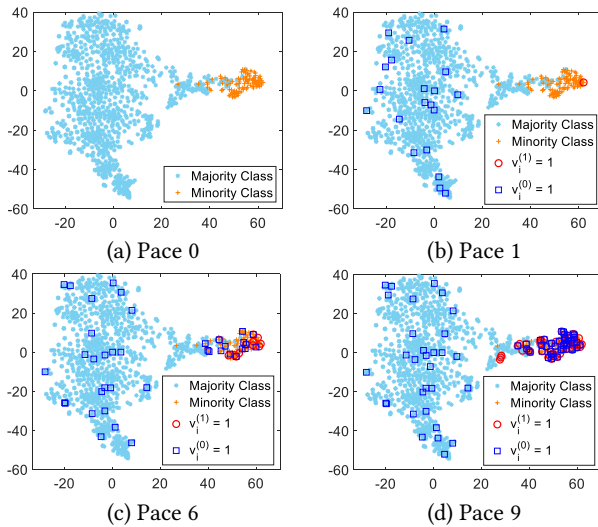 40
20
0
-20
-40
-60
-20 0 20 40 60
Majority Class
Minority Class
(a) Pace 0
40
20
0
-20
-40
-60
-20 0 20 40 60
Majority Class
Minority Class
v_i^(1) = 1
v_i^(0) = 1
(b) Pace 1
40
20
0
-20
-40
-60
-20 0 20 40 60
Majority Class
Minority Class
v_i^(1) = 1
v_i^(0) = 1
(c) Pace 6
40
20
0
-20
-40
-60
-20 0 20 40 60
Majority Class
Minority Class
v_i^(1) = 1
v_i^(0) = 1
(d) Pace 9